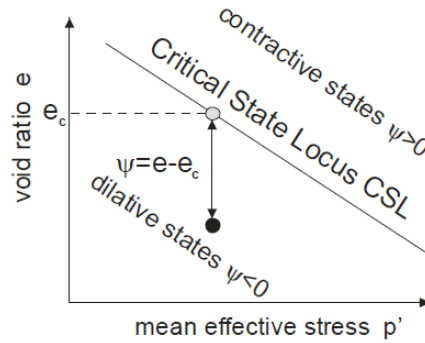 contractive states ψ>0
Critical State Locus CSL
void ratio e
e_c
ψ=e-e_c
dilative states ψ<0
mean effective stress p'